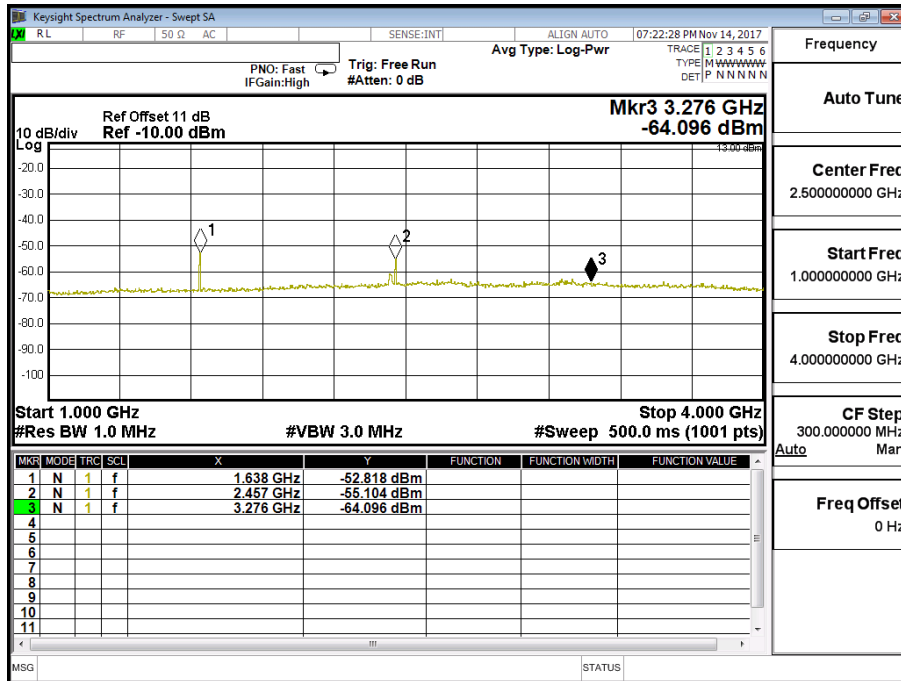 Keysight Spectrum Analyzer - Swept SA
LXI RL RF 50 Ω AC SENSE:INT ALIGN AUTO 07:22:28 PM Nov 14, 2017
PNO: Fast
IFGain:High
Trig: Free Run
#Atten: 0 dB
Avg Type: Log-Pwr
TRACE 1 2 3 4 5 6
TYPE M WWWWW
DET P N N N N N
Ref Offset 11 dB
Ref -10.00 dBm
Mkr3 3.276 GHz
-64.096 dBm
10 dB/div
Log
13.00 dBm
-20.0
-30.0
-40.0
-50.0
-60.0
-70.0
-80.0
-90.0
-100
1
2
3
Start 1.000 GHz
Stop 4.000 GHz
#Res BW 1.0 MHz
#VBW 3.0 MHz
#Sweep 500.0 ms (1001 pts)
MKR MODE TRC SCL X Y FUNCTION FUNCTION WIDTH FUNCTION VALUE
1 N 1 f 1.638 GHz -52.818 dBm
2 N 1 f 2.457 GHz -55.104 dBm
3 N 1 f 3.276 GHz -64.096 dBm
4
5
6
7
8
9
10
11
MSG
STATUS
Frequency
Auto Tune
Center Freq
2.500000000 GHz
Start Freq
1.000000000 GHz
Stop Freq
4.000000000 GHz
CF Step
300.000000 MHz
Auto Man
Freq Offset
0 Hz